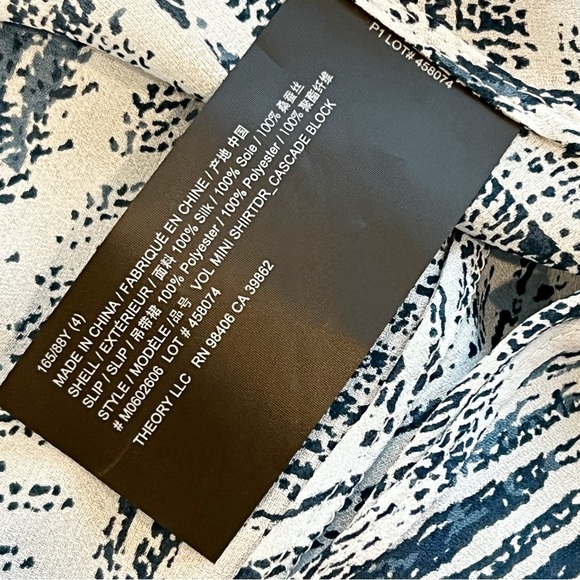 P1 LOT# 458074
165/88Y (4)
MADE IN CHINA / FABRIQUÉ EN CHINE / 产地 中国
SHELL / EXTÉRIEUR / 面料 100% Silk / 100% Soie / 100% 桑蚕丝
SLIP / SLIP / 吊带裙 100% Polyester / 100% Polyester / 100% 聚酯纤维
STYLE / MODÈLE / 品号 VOL MINI SHIRTDR_CASCADE BLOCK
# M0602606 LOT # 458074
THEORY LLC RN 98406 CA 39862